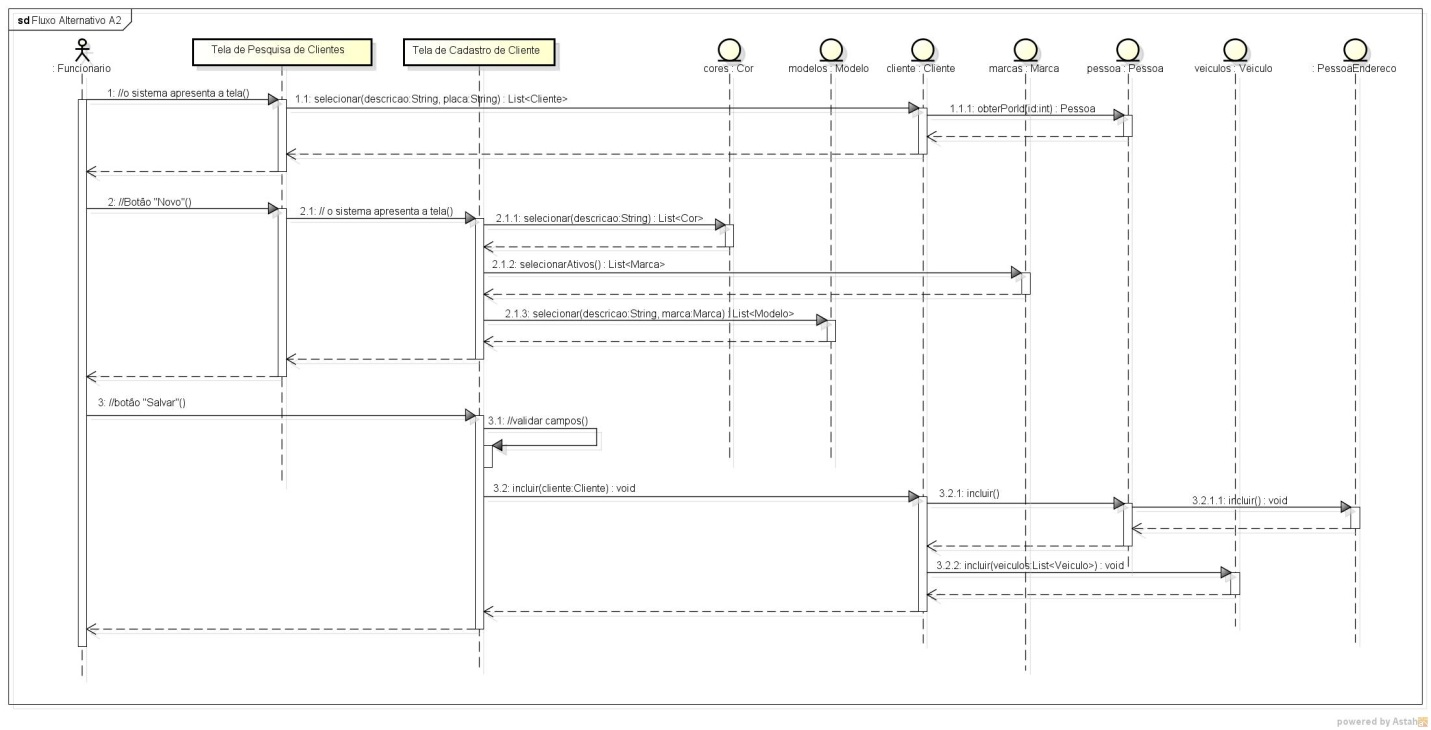 sd Fluxo Alternativo A2
: Funcionario
Tela de Pesquisa de Clientes
Tela de Cadastro de Cliente
cores : Cor
modelos : Modelo
cliente : Cliente
marcas : Marca
pessoa : Pessoa
veiculos : Veiculo
: PessoaEndereco
1: //o sistema apresenta a tela()
1.1: selecionar(descricao:String, placa:String) : List<Cliente>
1.1.1: obterPorId(id:int) : Pessoa
2: //Botão "Novo"()
2.1: // o sistema apresenta a tela()
2.1.1: selecionar(descricao:String) : List<Cor>
2.1.2: selecionarAtivos() : List<Marca>
2.1.3: selecionar(descricao:String, marca:Marca) : List<Modelo>
3: //botão "Salvar"()
3.1: //validar campos()
3.2: incluir(cliente:Cliente) : void
3.2.1: incluir()
3.2.1.1: incluir() : void
3.2.2: incluir(veiculos:List<Veiculo>) : void
powered by Astah